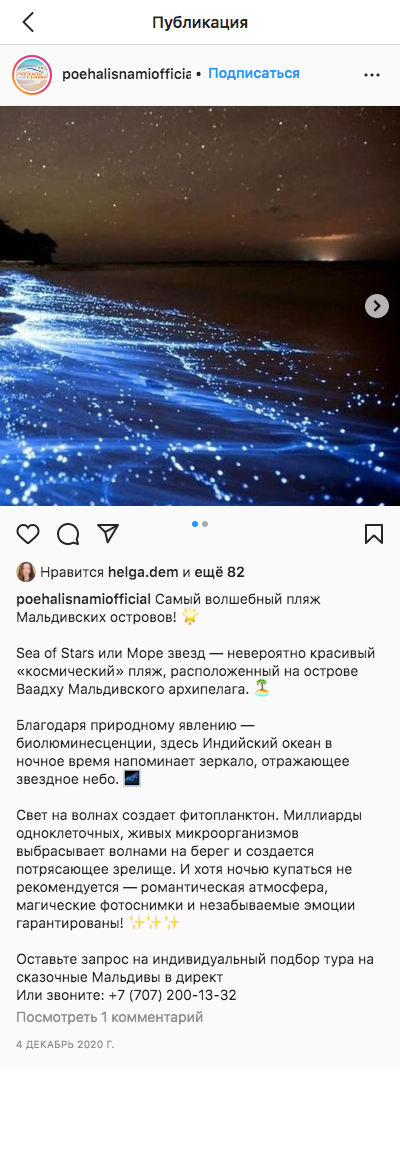 Публикация
poehalisnamiofficia • Подписаться
Нравится helga.dem и ещё 82
poehalisnamiofficial Самый волшебный пляж
Мальдивских островов! 🌟
Sea of Stars или Море звезд — невероятно красивый
«космический» пляж, расположенный на острове
Ваадху Мальдивского архипелага. 🏝
Благодаря природному явлению —
биолюминесценции, здесь Индийский океан в
ночное время напоминает зеркало, отражающее
звездное небо. 🌌
Свет на волнах создает фитопланктон. Миллиарды
одноклеточных, живых микроорганизмов
выбрасывает волнами на берег и создается
потрясающее зрелище. И хотя ночью купаться не
рекомендуется — романтическая атмосфера,
магические фотоснимки и незабываемые эмоции
гарантированы! ✨✨✨
Оставьте запрос на индивидуальный подбор тура на
сказочные Мальдивы в директ
Или звоните: +7 (707) 200-13-32
Посмотреть 1 комментарий
4 ДЕКАБРЬ 2020 Г.